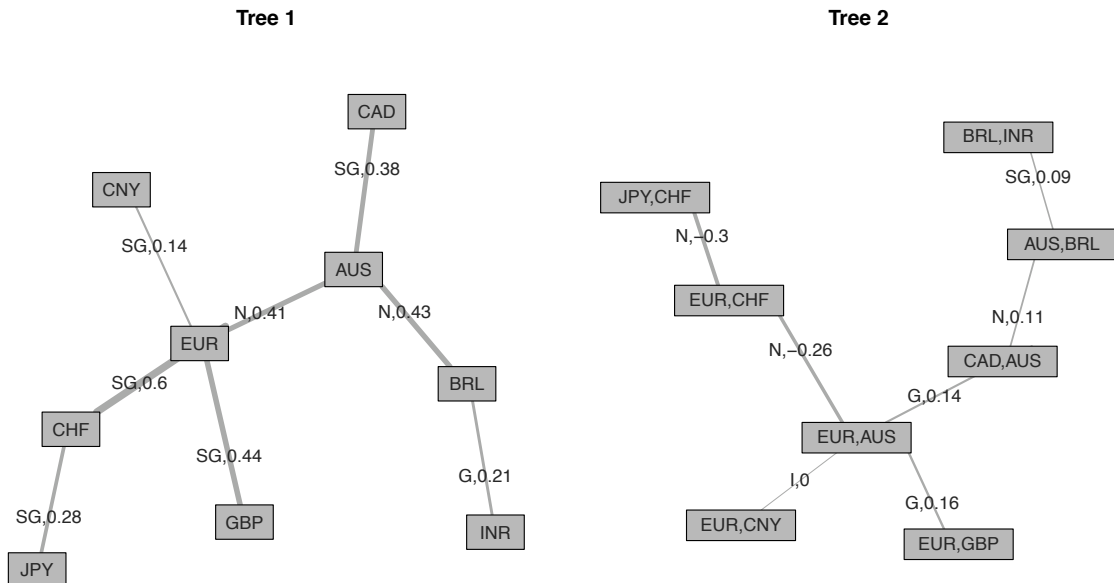 Tree 1
CAD
SG,0.38
CNY
SG,0.14
AUS
N,0.41
N,0.43
EUR
SG,0.6
BRL
CHF
SG,0.44
G,0.21
SG,0.28
GBP
INR
JPY
Tree 2
BRL,INR
SG,0.09
JPY,CHF
N,−0.3
AUS,BRL
EUR,CHF
N,0.11
N,−0.26
CAD,AUS
G,0.14
EUR,AUS
I,0
G,0.16
EUR,CNY
EUR,GBP